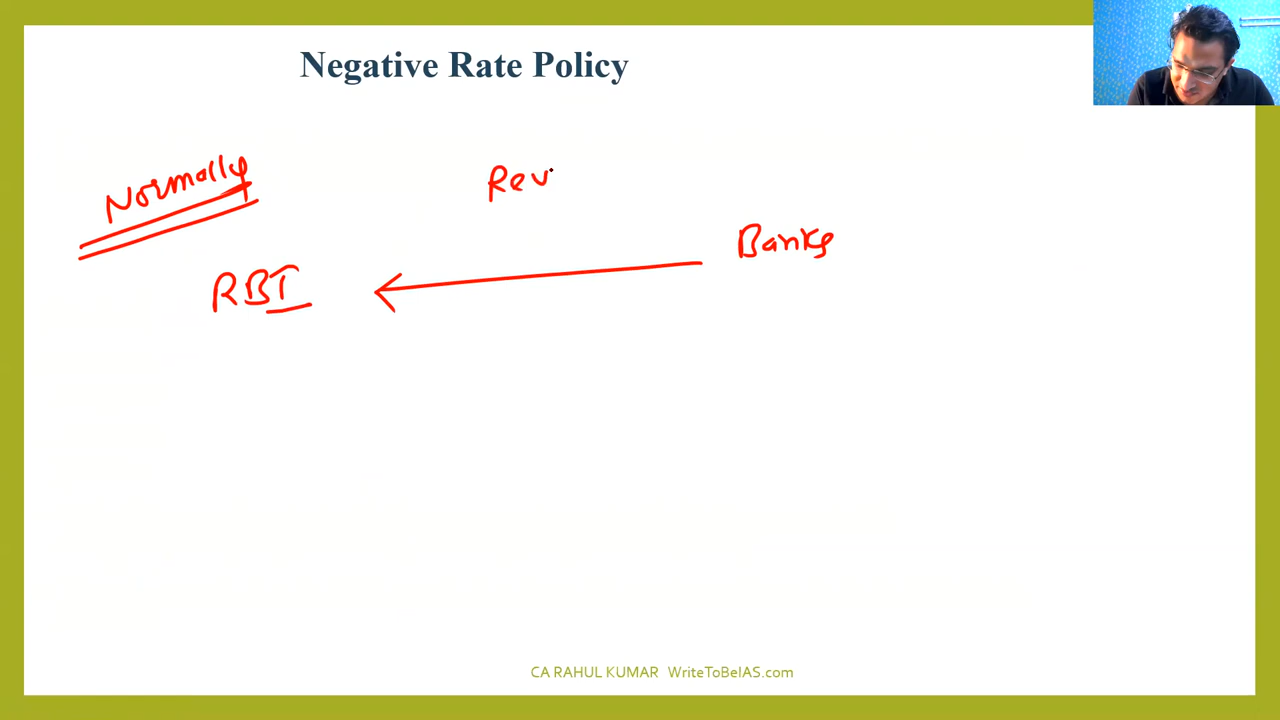 Negative Rate Policy
Normally
Rev
Banks
RBI
CA RAHUL KUMAR WriteToBeIAS.com